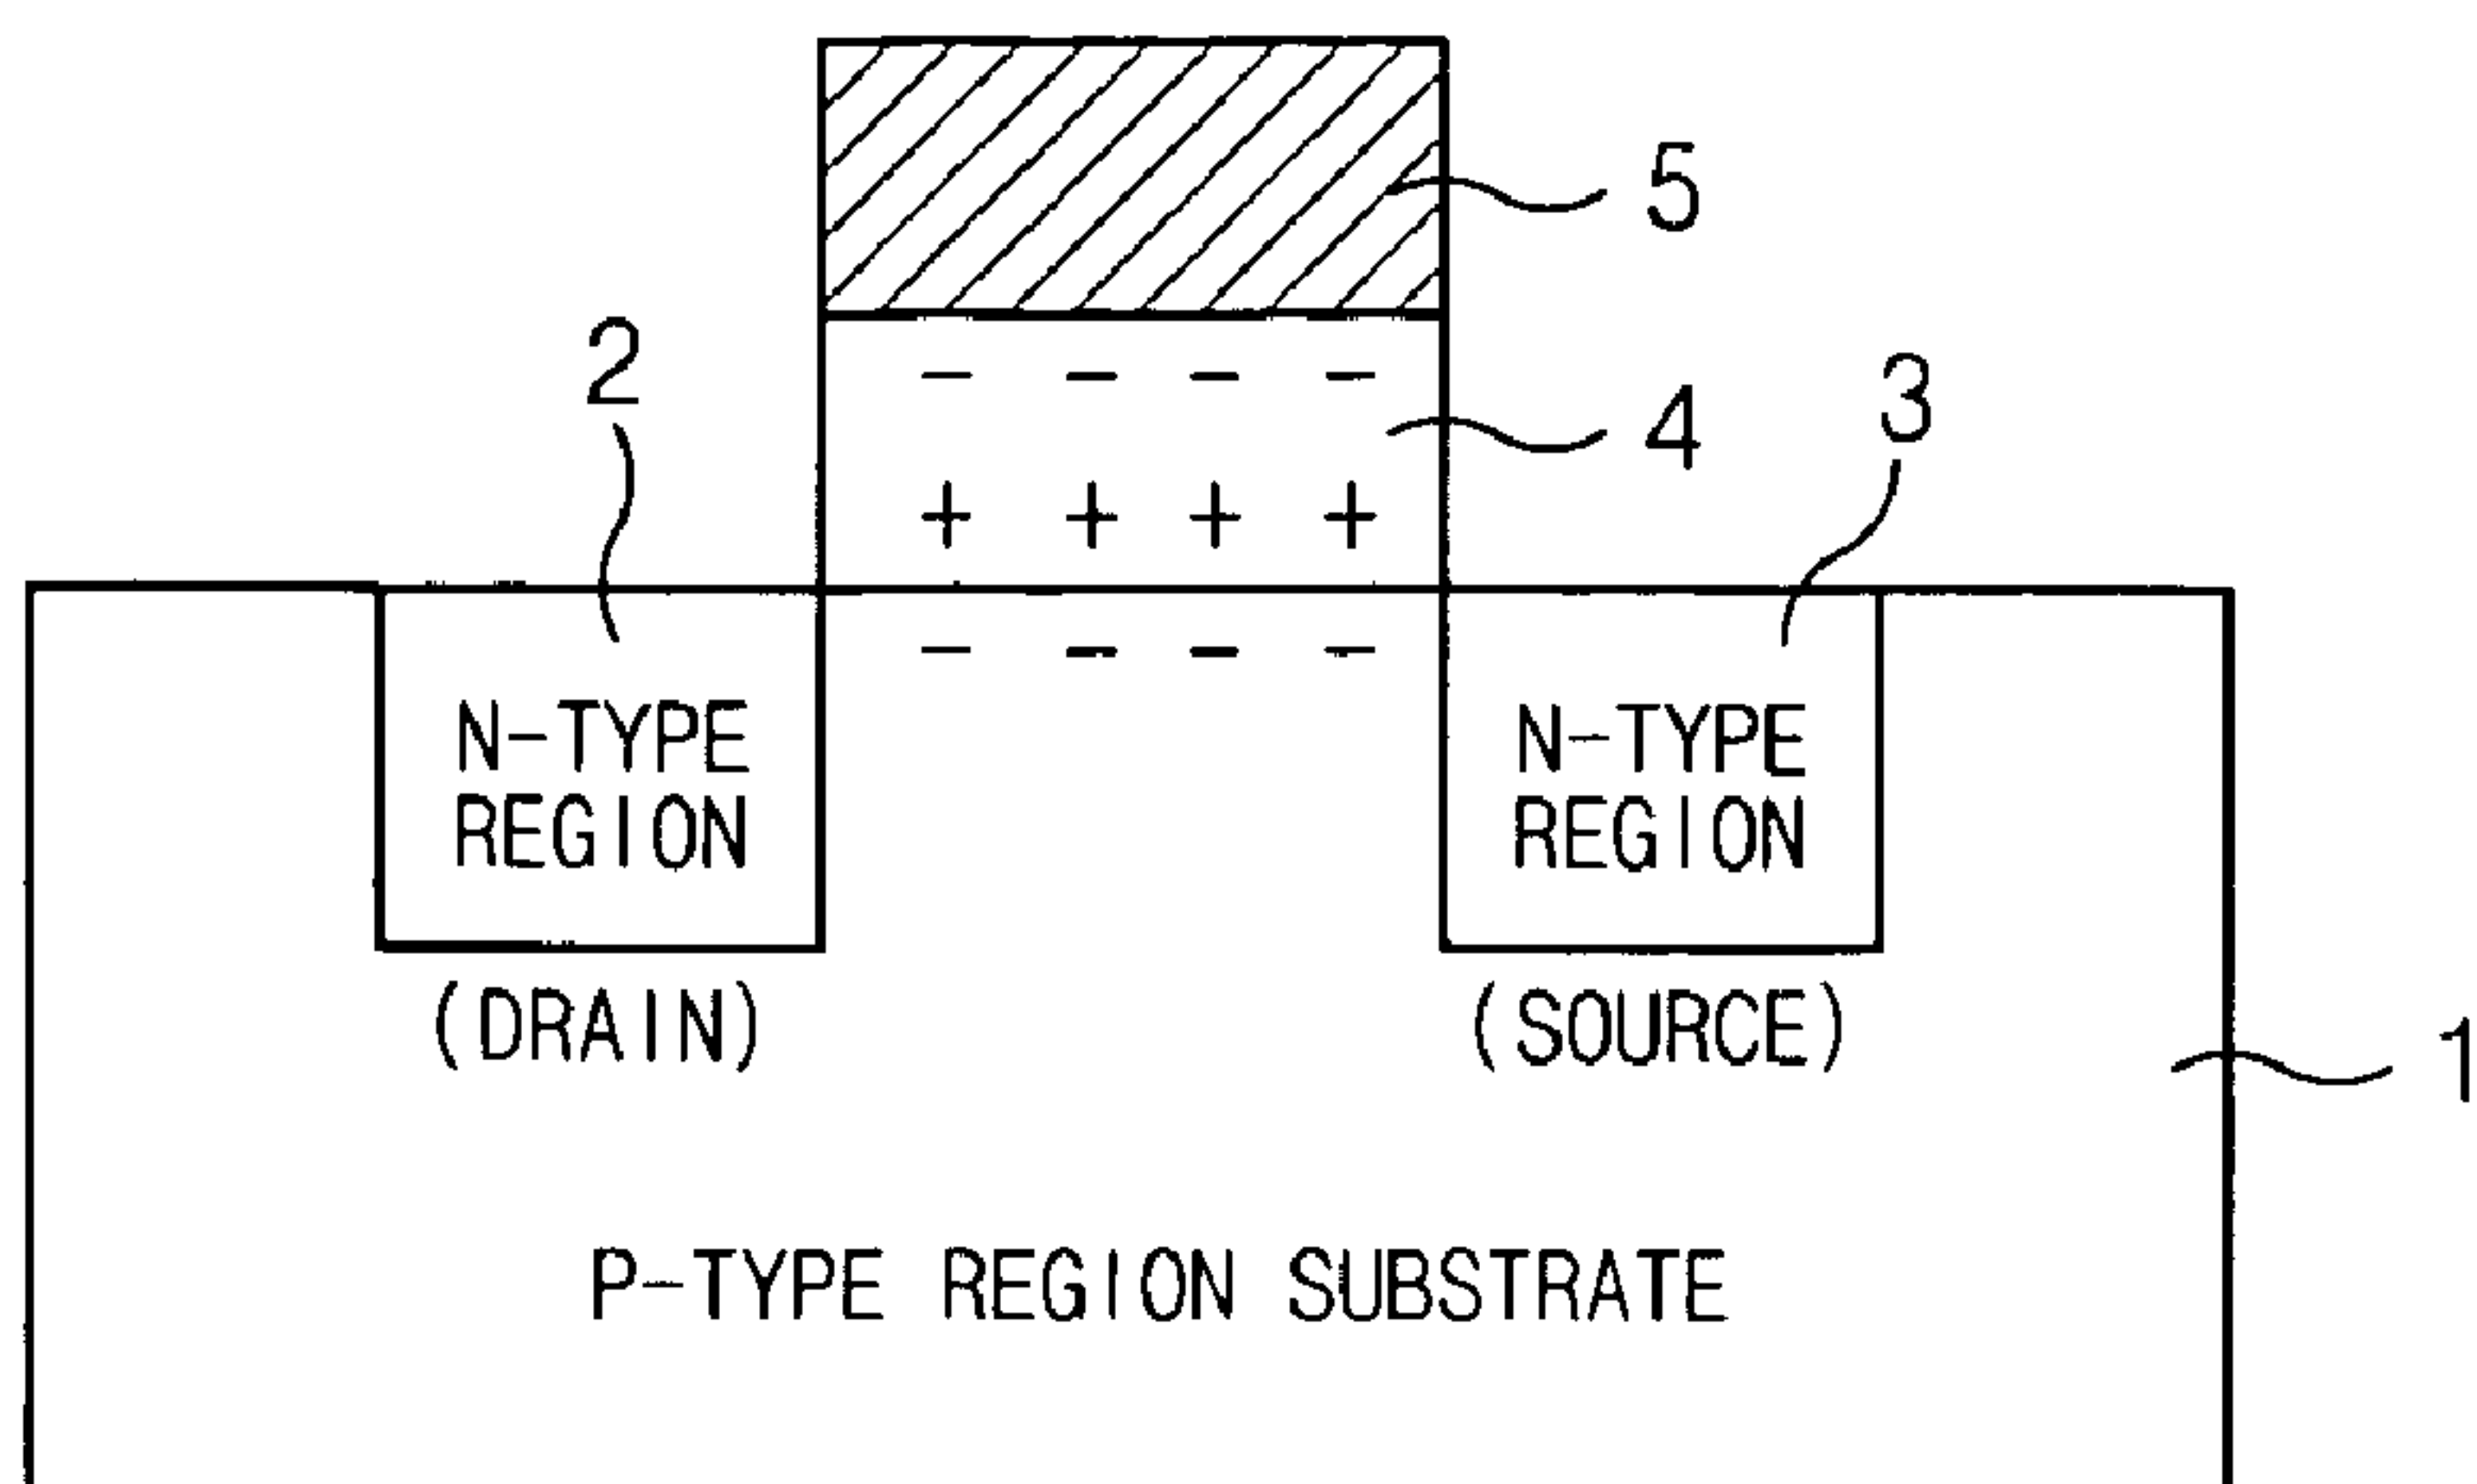 5
2
4
3
- - - -
+ + + +
- - - -
N-TYPE
REGION
N-TYPE
REGION
(DRAIN)
(SOURCE)
1
P-TYPE REGION SUBSTRATE